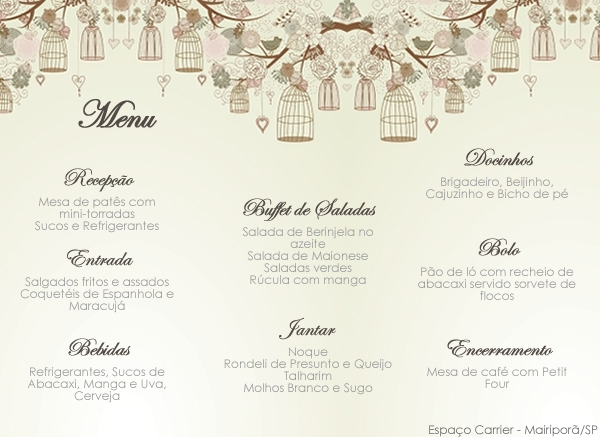 Menu
Recepção
Mesa de patês com
mini-torradas
Sucos e Refrigerantes
Entrada
Salgados fritos e assados
Coquetéis de Espanhola e
Maracujá
Bebidas
Refrigerantes, Sucos de
Abacaxi, Manga e Uva,
Cerveja
Buffet de Saladas
Salada de Berinjela no
azeite
Salada de Maionese
Saladas verdes
Rúcula com manga
Jantar
Noque
Rondeli de Presunto e Queijo
Talharim
Molhos Branco e Sugo
Docinhos
Brigadeiro, Beijinho,
Cajuzinho e Bicho de pé
Bolo
Pão de ló com recheio de
abacaxi servido sorvete de
flocos
Encerramento
Mesa de café com Petit
Four
Espaço Carrier - Mairiporã/SP